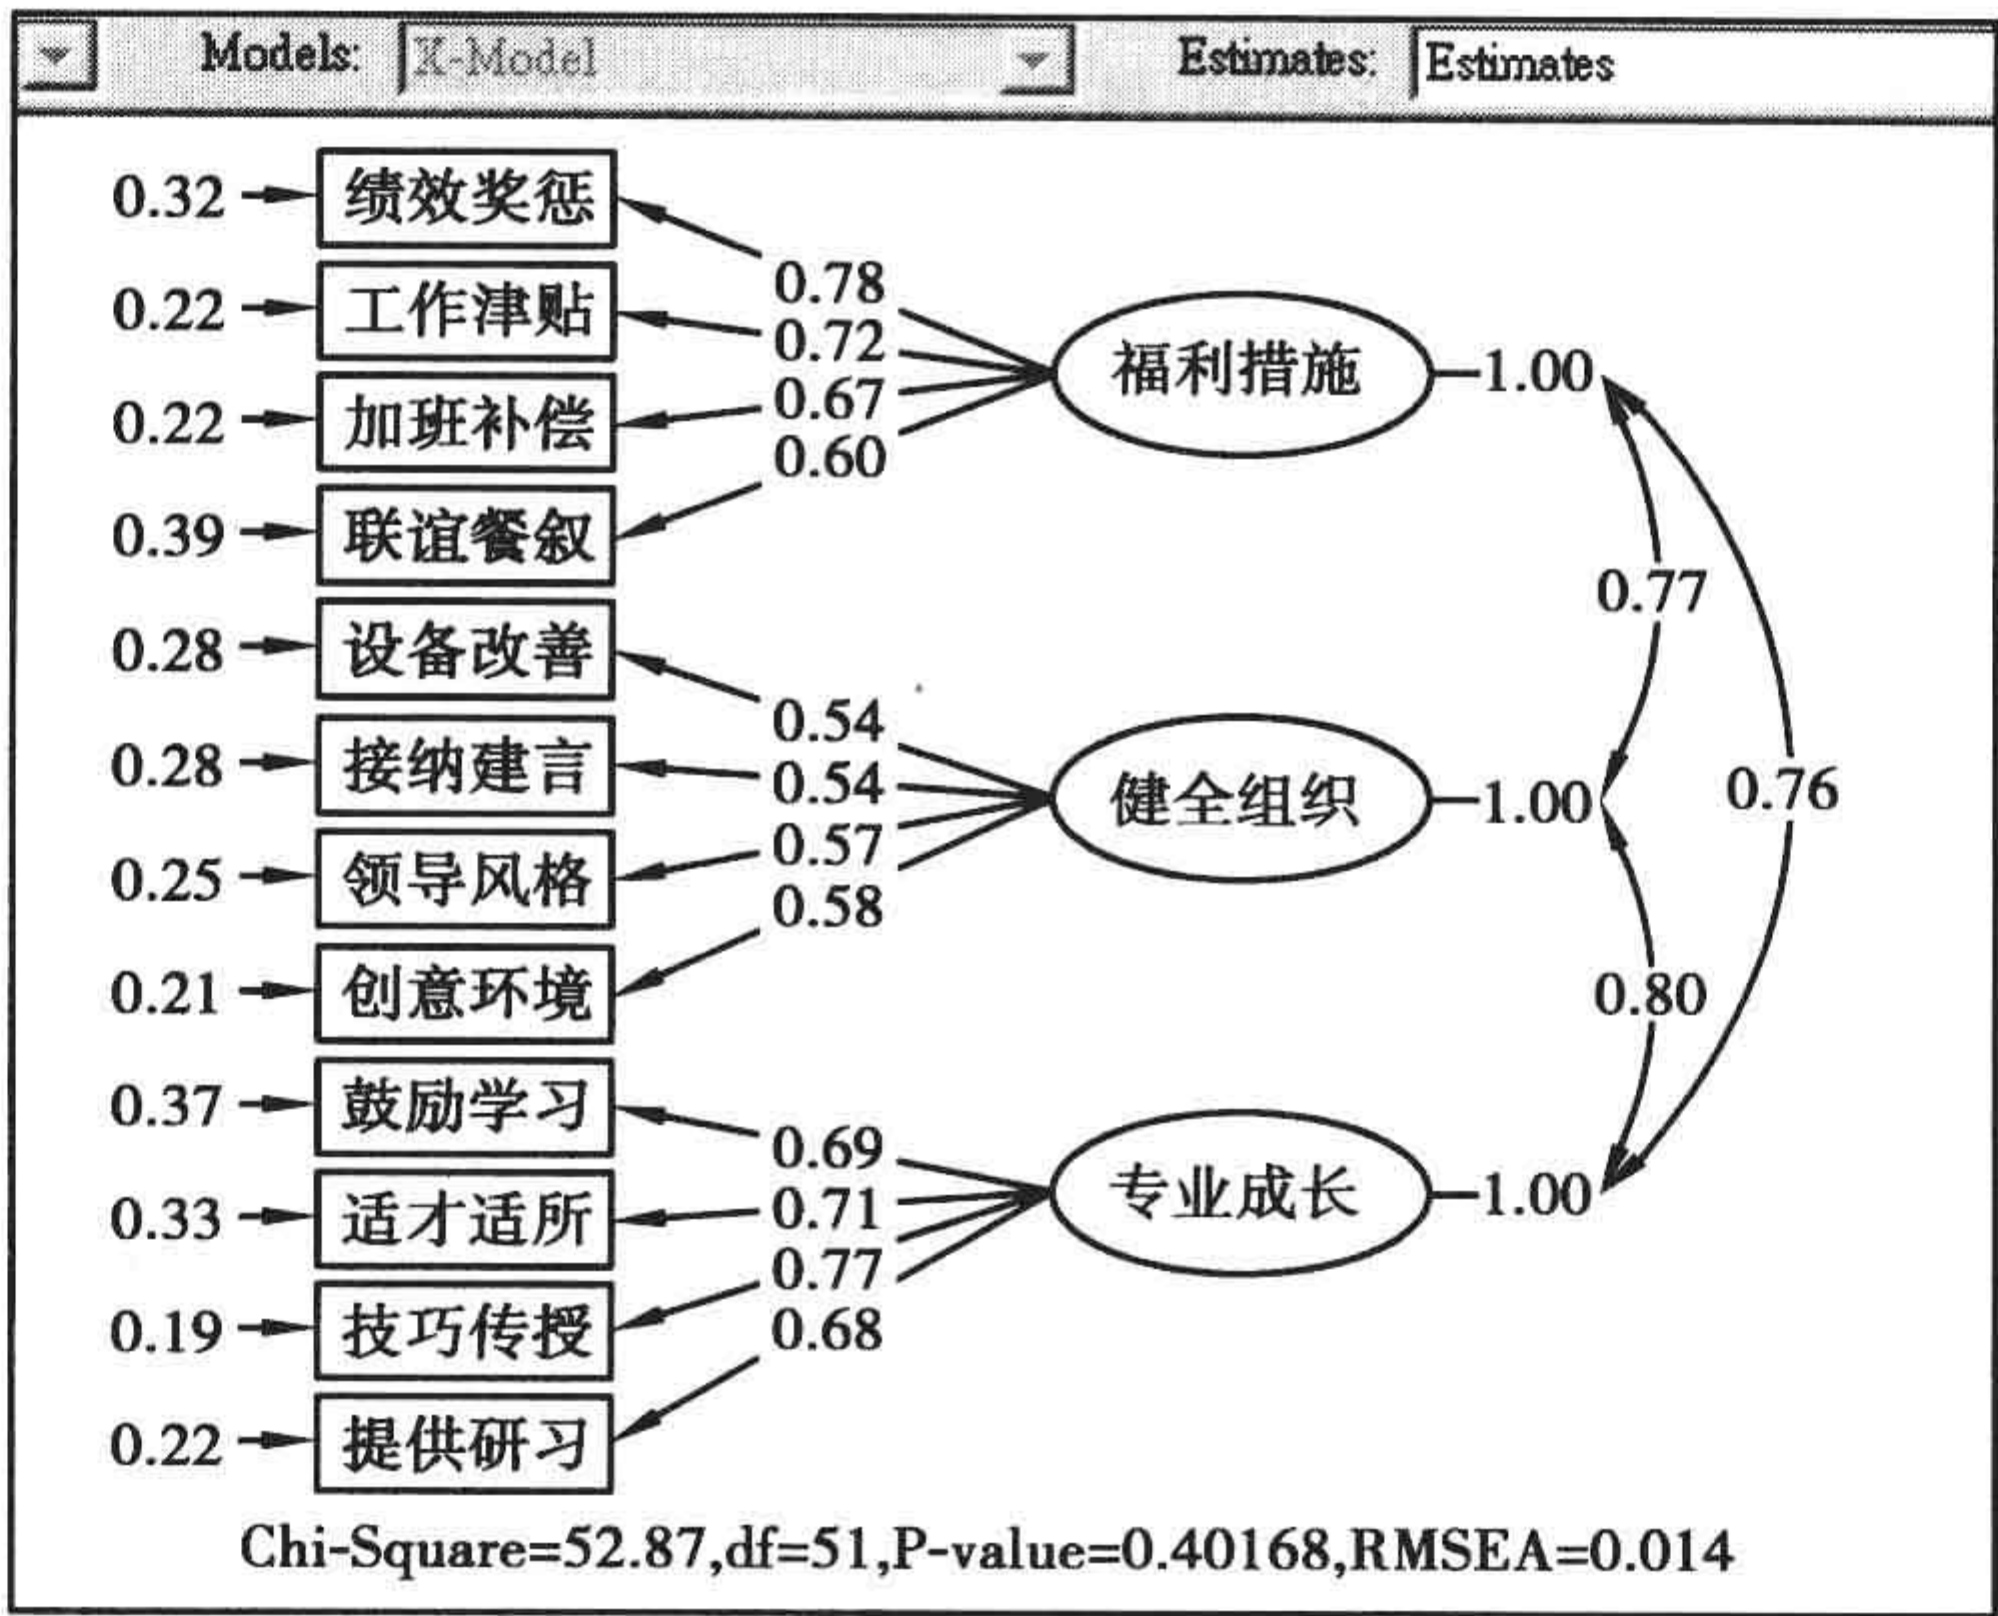 Models: X-Model Estimates: Estimates
0.32 绩效奖惩
0.78
0.22 工作津贴
0.72
福利措施 1.00
0.67
0.22 加班补偿
0.60
0.39 联谊餐叙
0.77
0.28 设备改善
0.54
0.28 接纳建言
0.54
健全组织 1.00
0.76
0.57
0.25 领导风格
0.58
0.21 创意环境
0.80
0.37 鼓励学习
0.69
0.33 适才适所
0.71
专业成长 1.00
0.77
0.19 技巧传授
0.68
0.22 提供研习
Chi-Square=52.87,df=51,P-value=0.40168,RMSEA=0.014